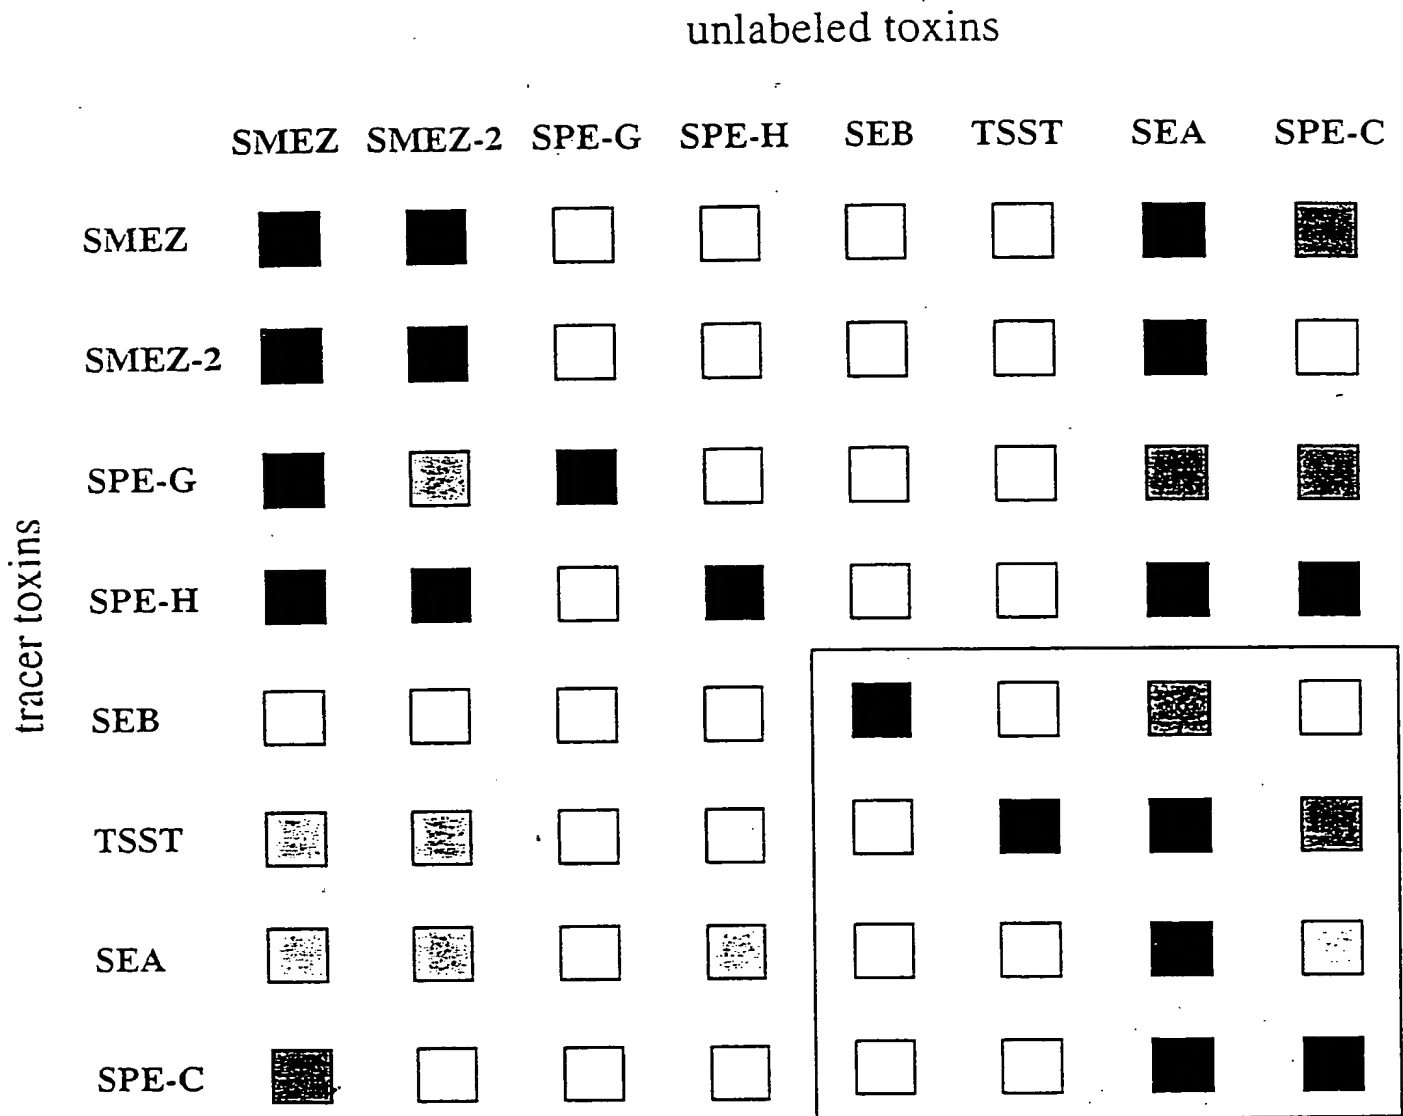 unlabeled toxins
SMEZ SMEZ-2 SPE-G SPE-H SEB TSST SEA SPE-C
tracer toxins
SMEZ
SMEZ-2
SPE-G
SPE-H
SEB
TSST
SEA
SPE-C